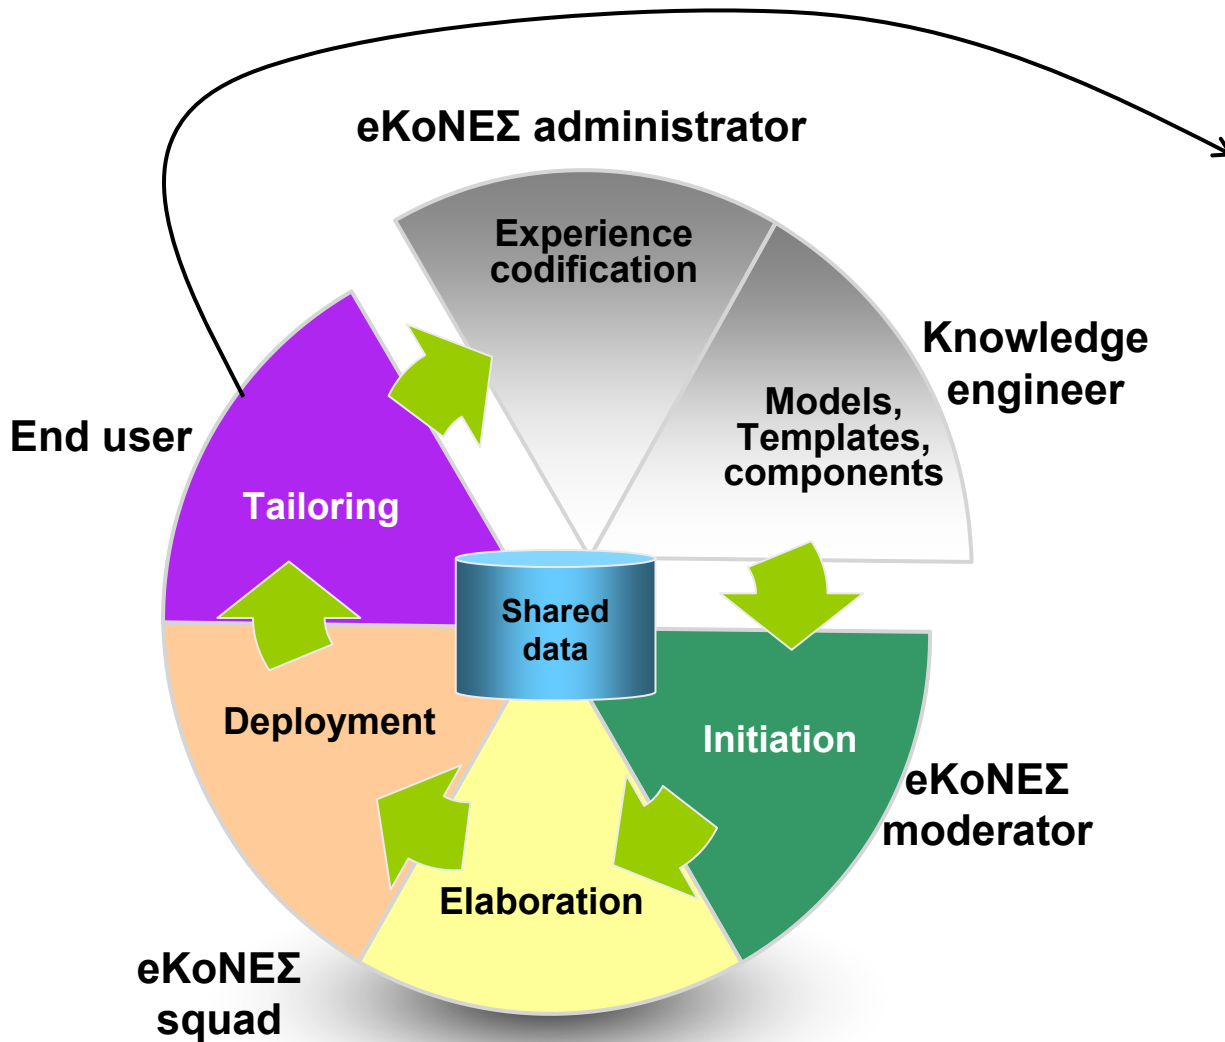 eKoNEΣ administrator
Experience
codification
Knowledge
engineer
Models,
Templates,
components
End user
Tailoring
Shared
data
Deployment
Initiation
eKoNEΣ
moderator
Elaboration
eKoNEΣ
squad